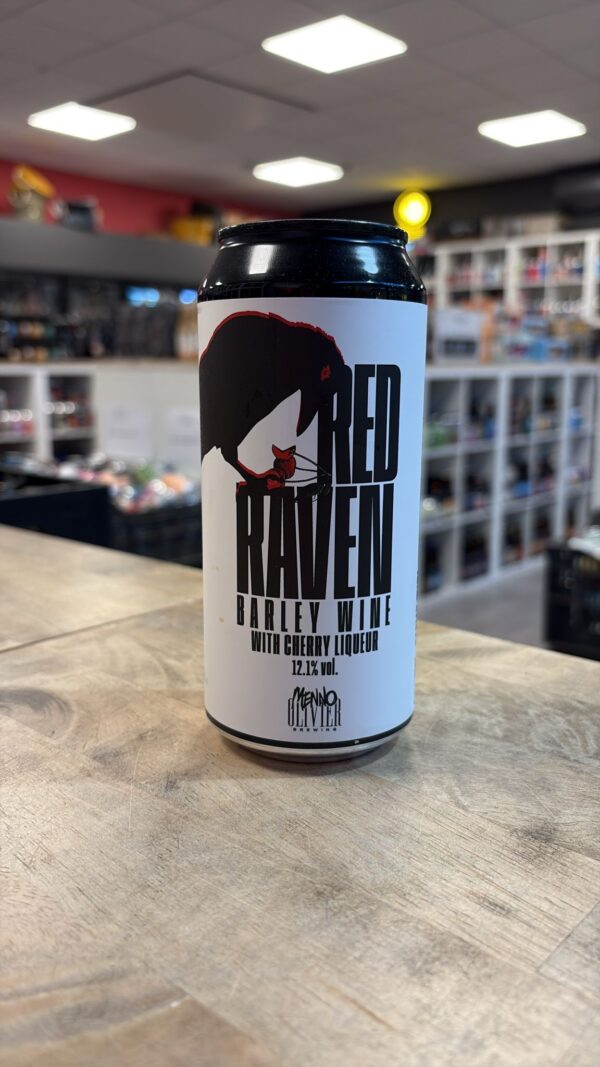 RED
RAVEN
BARLEY WINE
WITH CHERRY LIQUEUR
12.1% vol.
MENNO
OLIVIER
BREWING